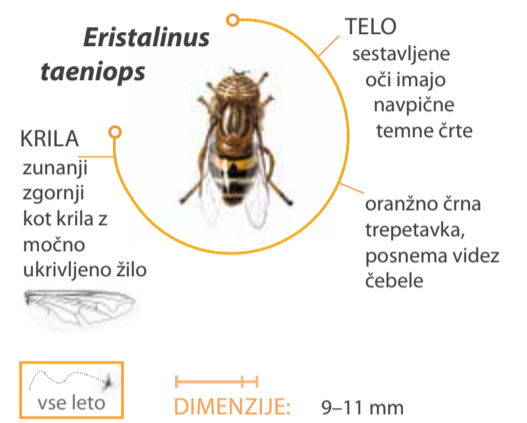 Eristalinus
taeniops
TELO
sestavljene
oči imajo
navpične
temne črte
KRILA
zunanji
zgornji
kot krila z
močno
ukrivljeno žilo
oranžno črna
trepetavka,
posnema videz
čebele
vse leto
DIMENZIJE: 9–11 mm